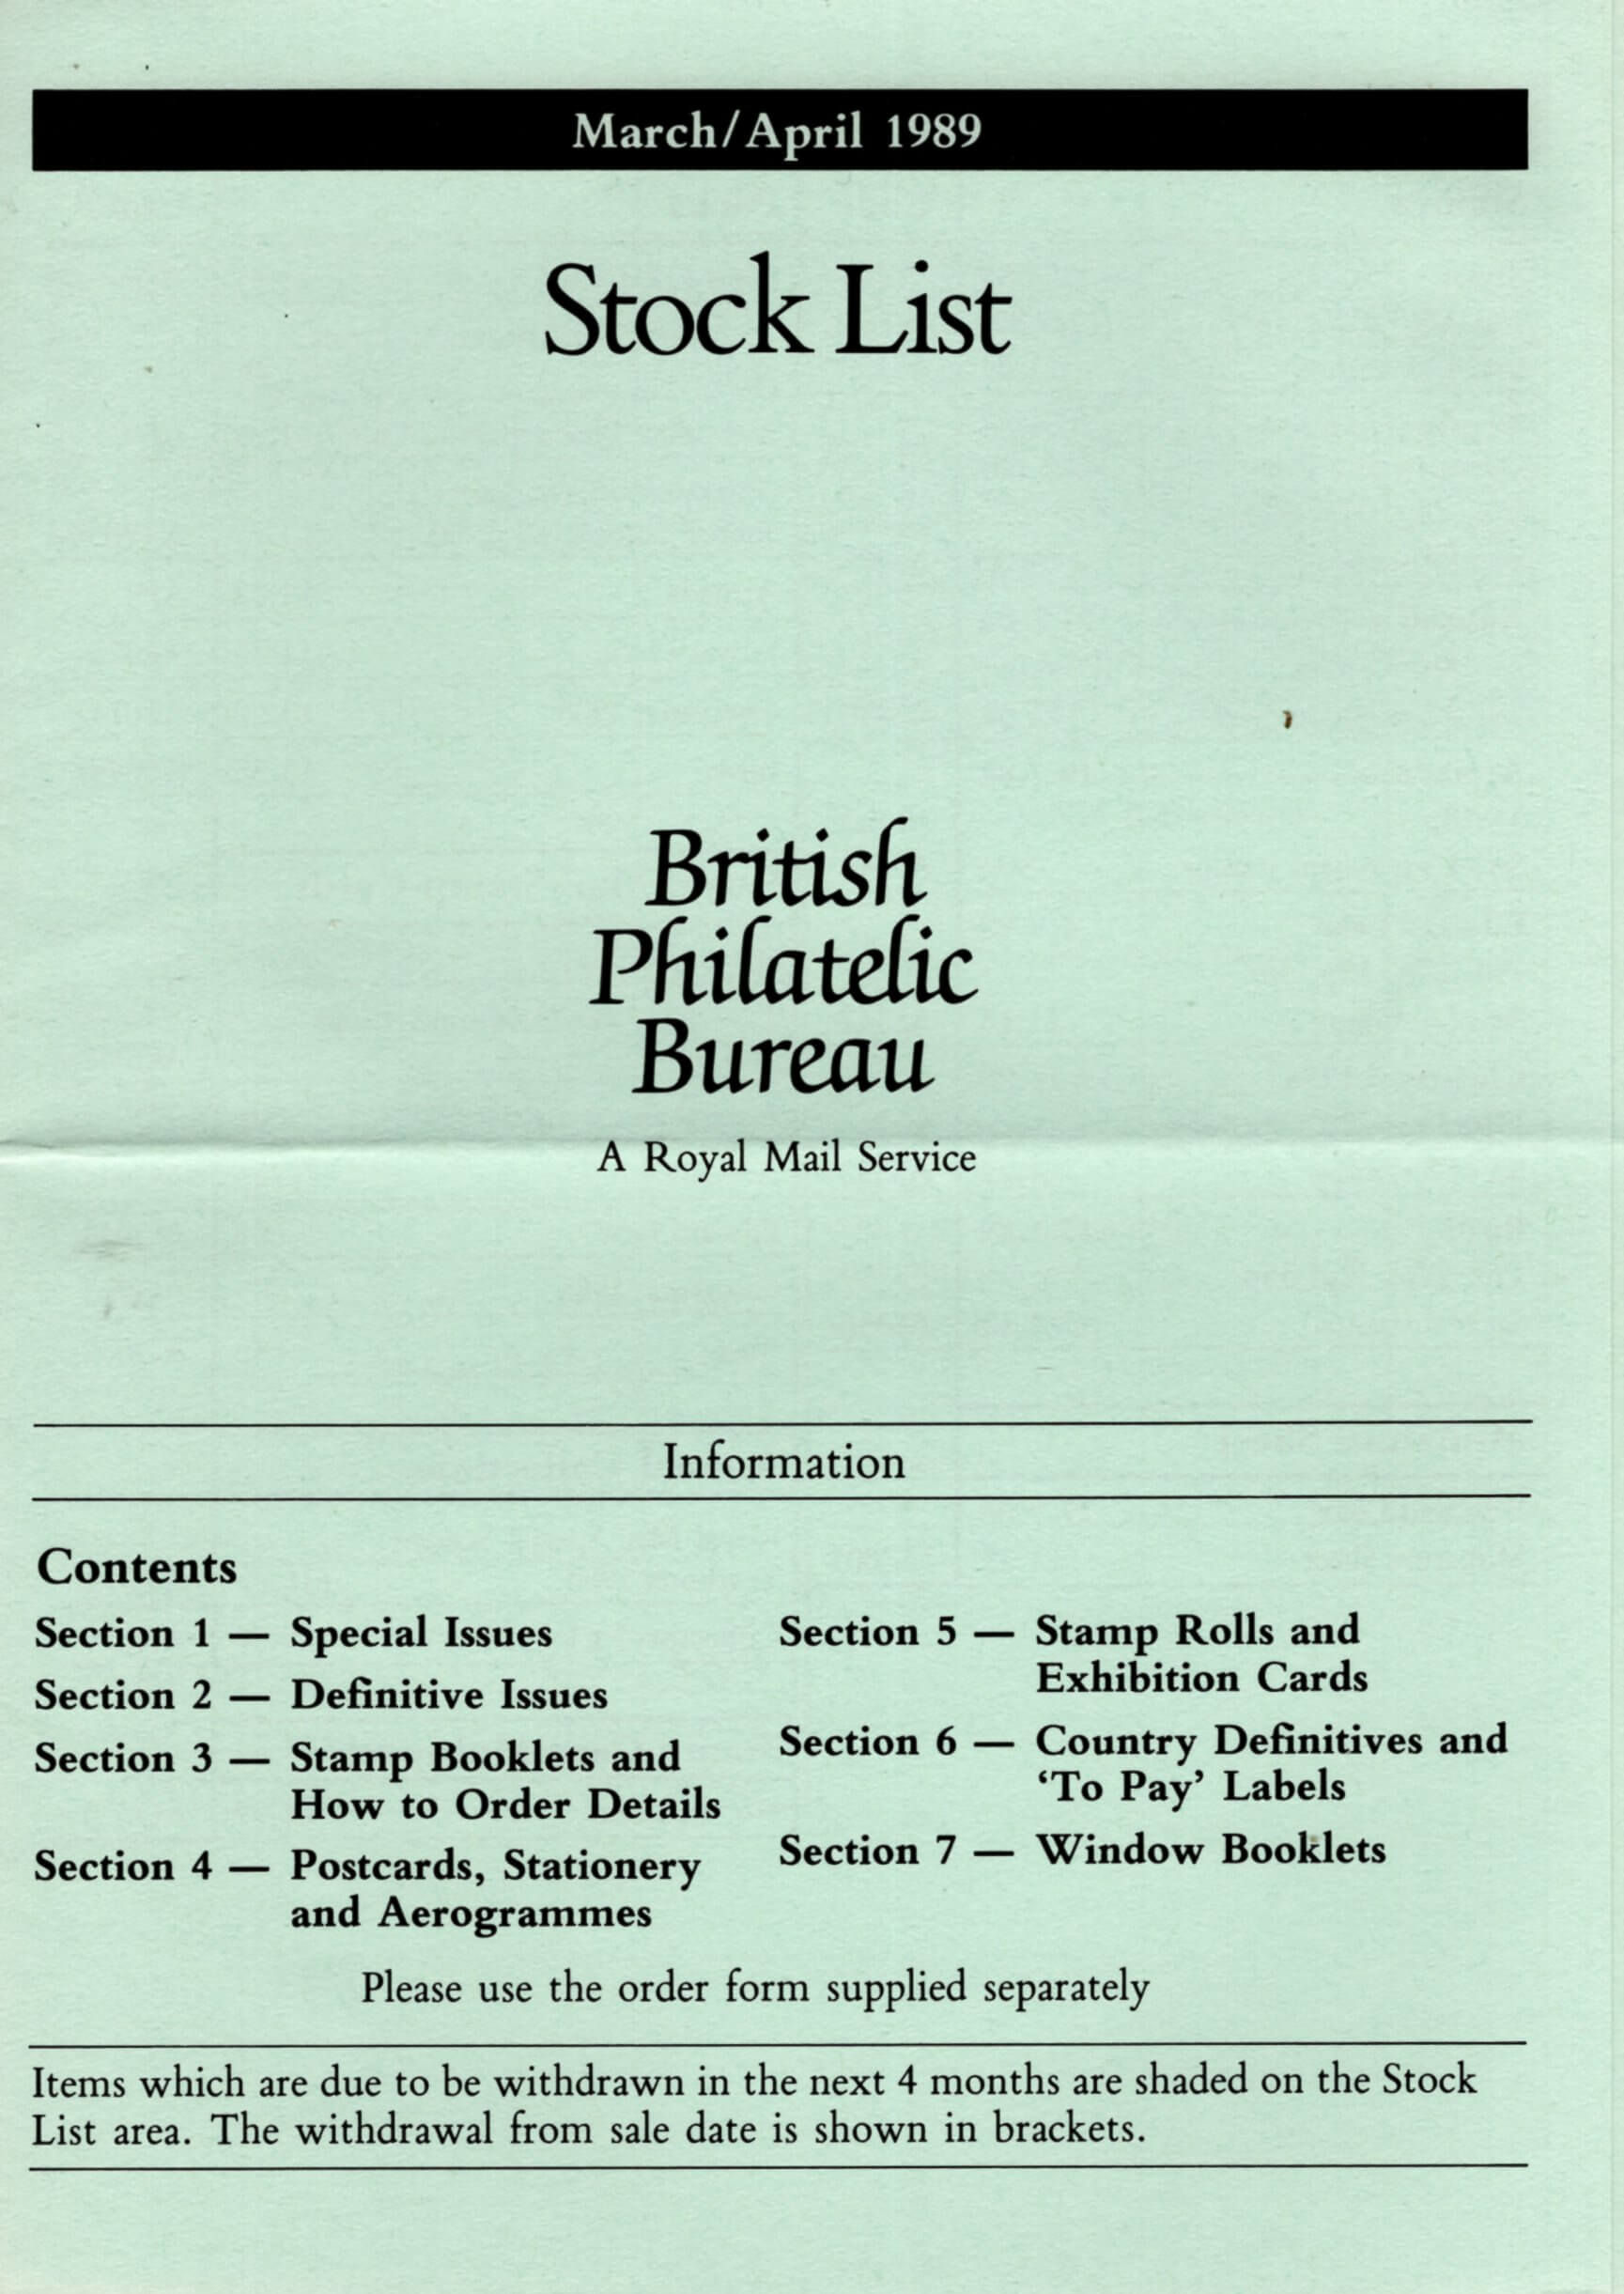 March/April 1989
Stock List
British
Philatelic
Bureau
A Royal Mail Service
Information
Contents
Section 1 — Special Issues
Section 2 — Definitive Issues
Section 3 — Stamp Booklets and
How to Order Details
Section 4 — Postcards, Stationery
and Aerogrammes
Section 5 — Stamp Rolls and
Exhibition Cards
Section 6 — Country Definitives and
‘To Pay’ Labels
Section 7 — Window Booklets
Please use the order form supplied separately
Items which are due to be withdrawn in the next 4 months are shaded on the Stock
List area. The withdrawal from sale date is shown in brackets.